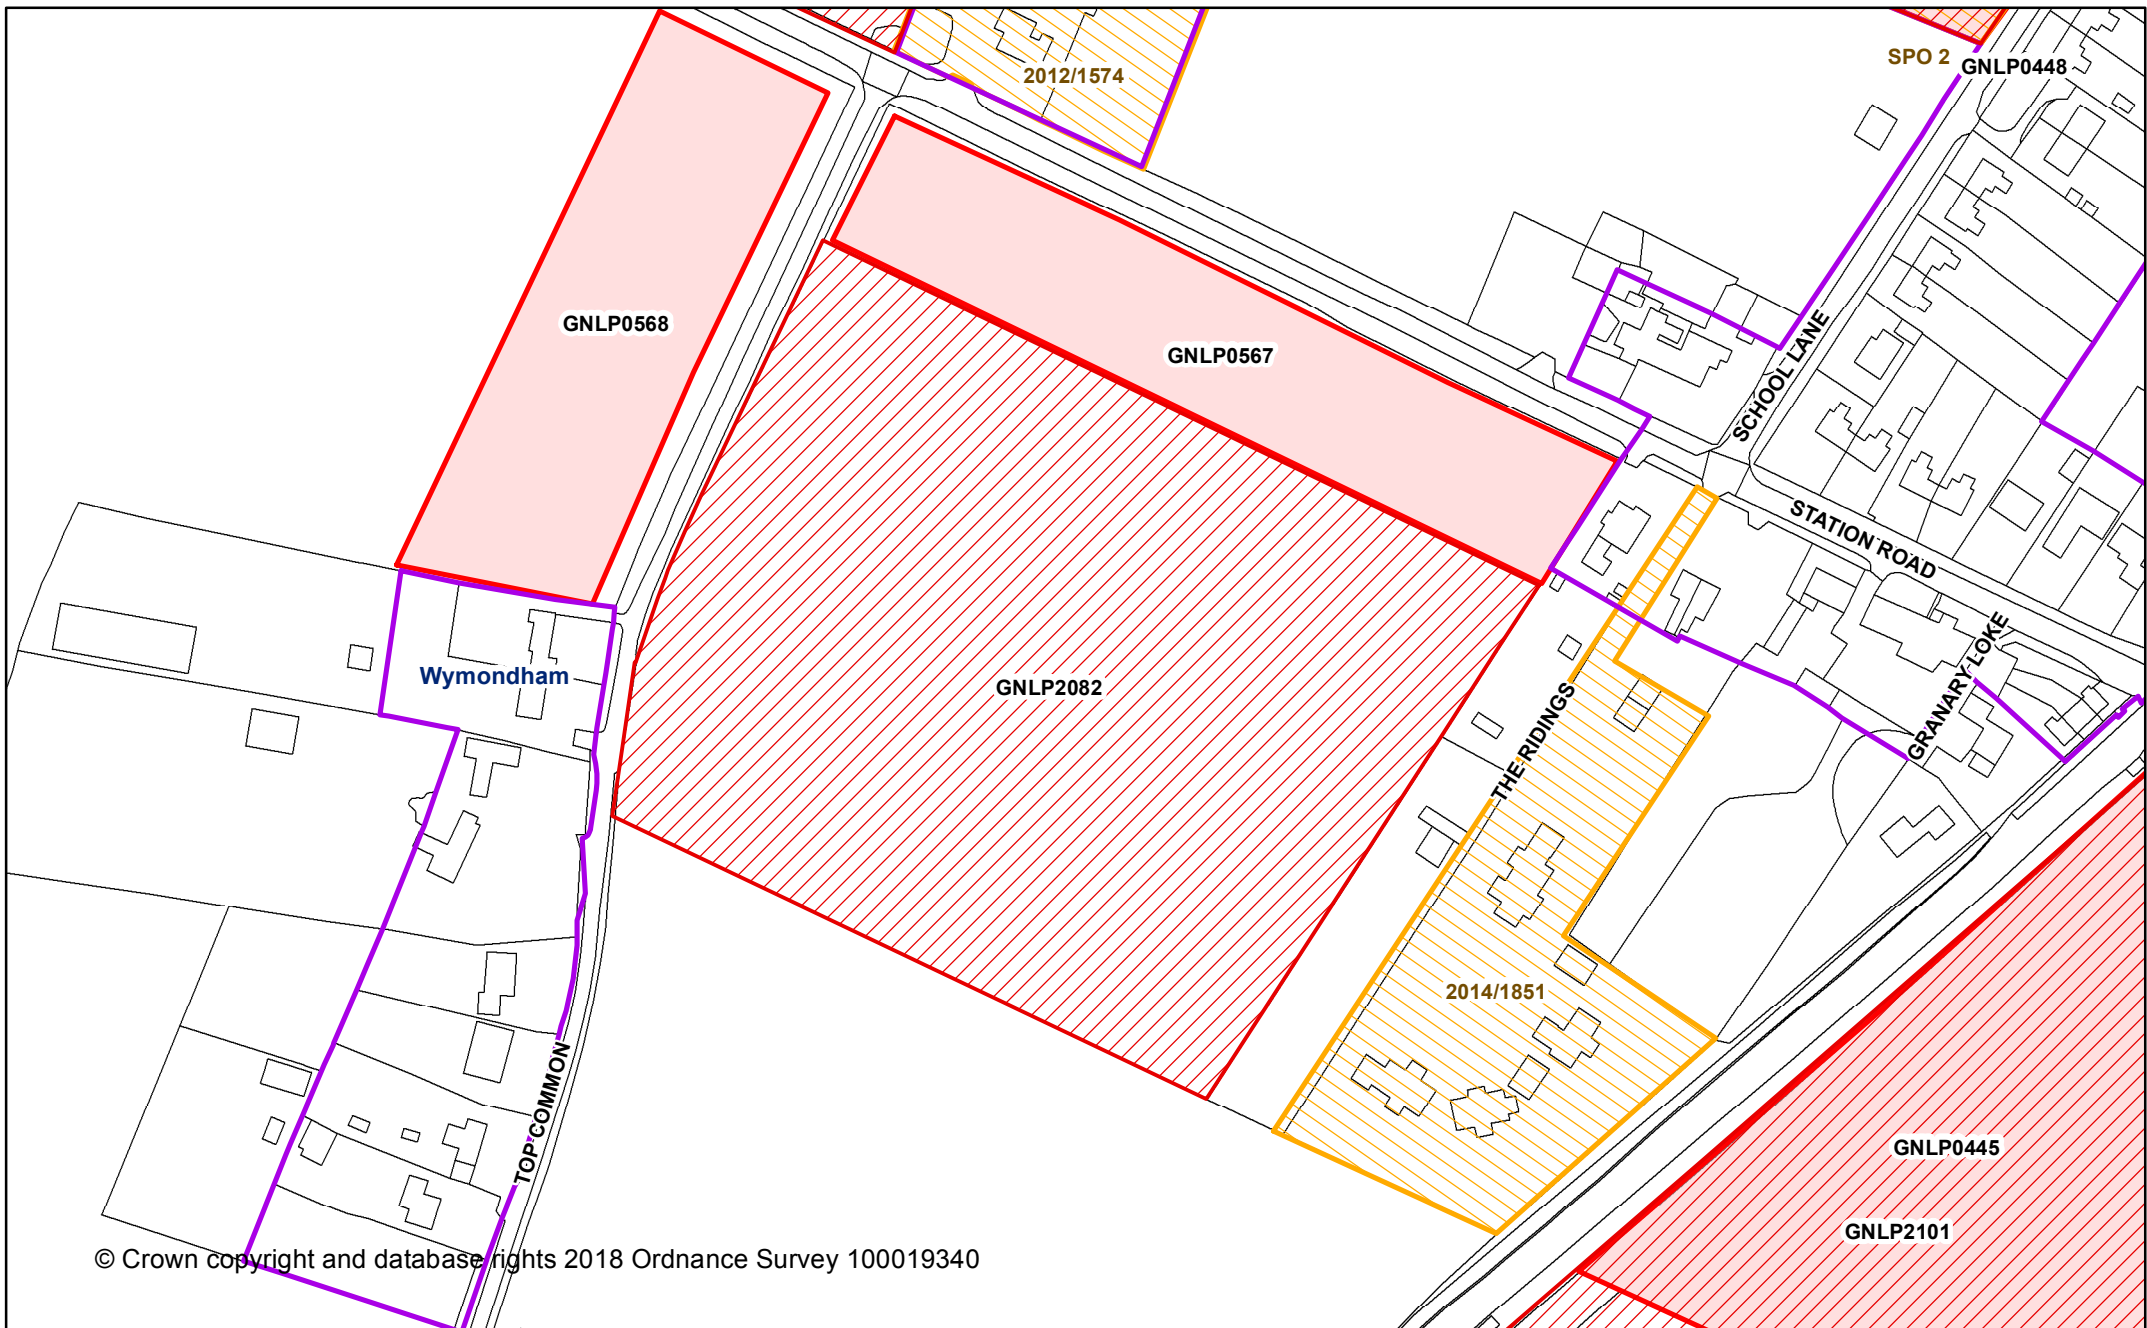 SPO 2
GNLP0448
2012/1574
GNLP0568
GNLP0567
SCHOOL LANE
STATION ROAD
GRANARY LOKE
Wymondham
GNLP2082
THE RIDINGS
2014/1851
TOP COMMON
GNLP0445
GNLP2101
© Crown copyright and database rights 2018 Ordnance Survey 100019340